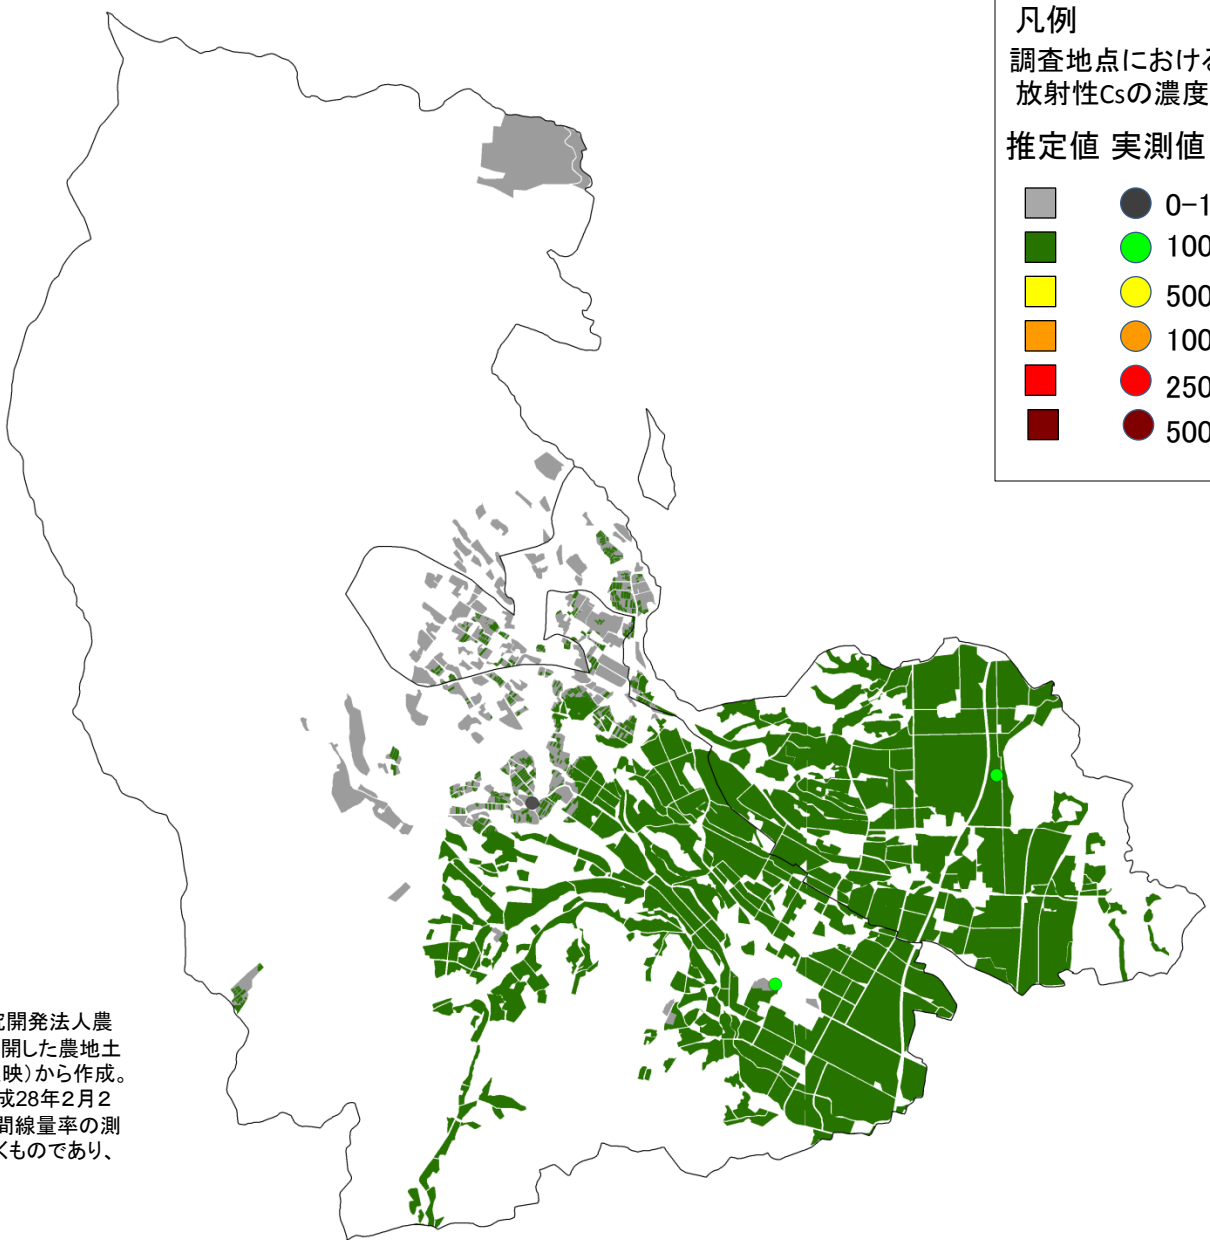 凡例
調査地点における
放射性Csの濃度
推定値 実測値
0-1
100
500
100
250
500
究開発法人農
開した農地土
映)から作成。
成28年2月2
間線量率の測
くものであり、